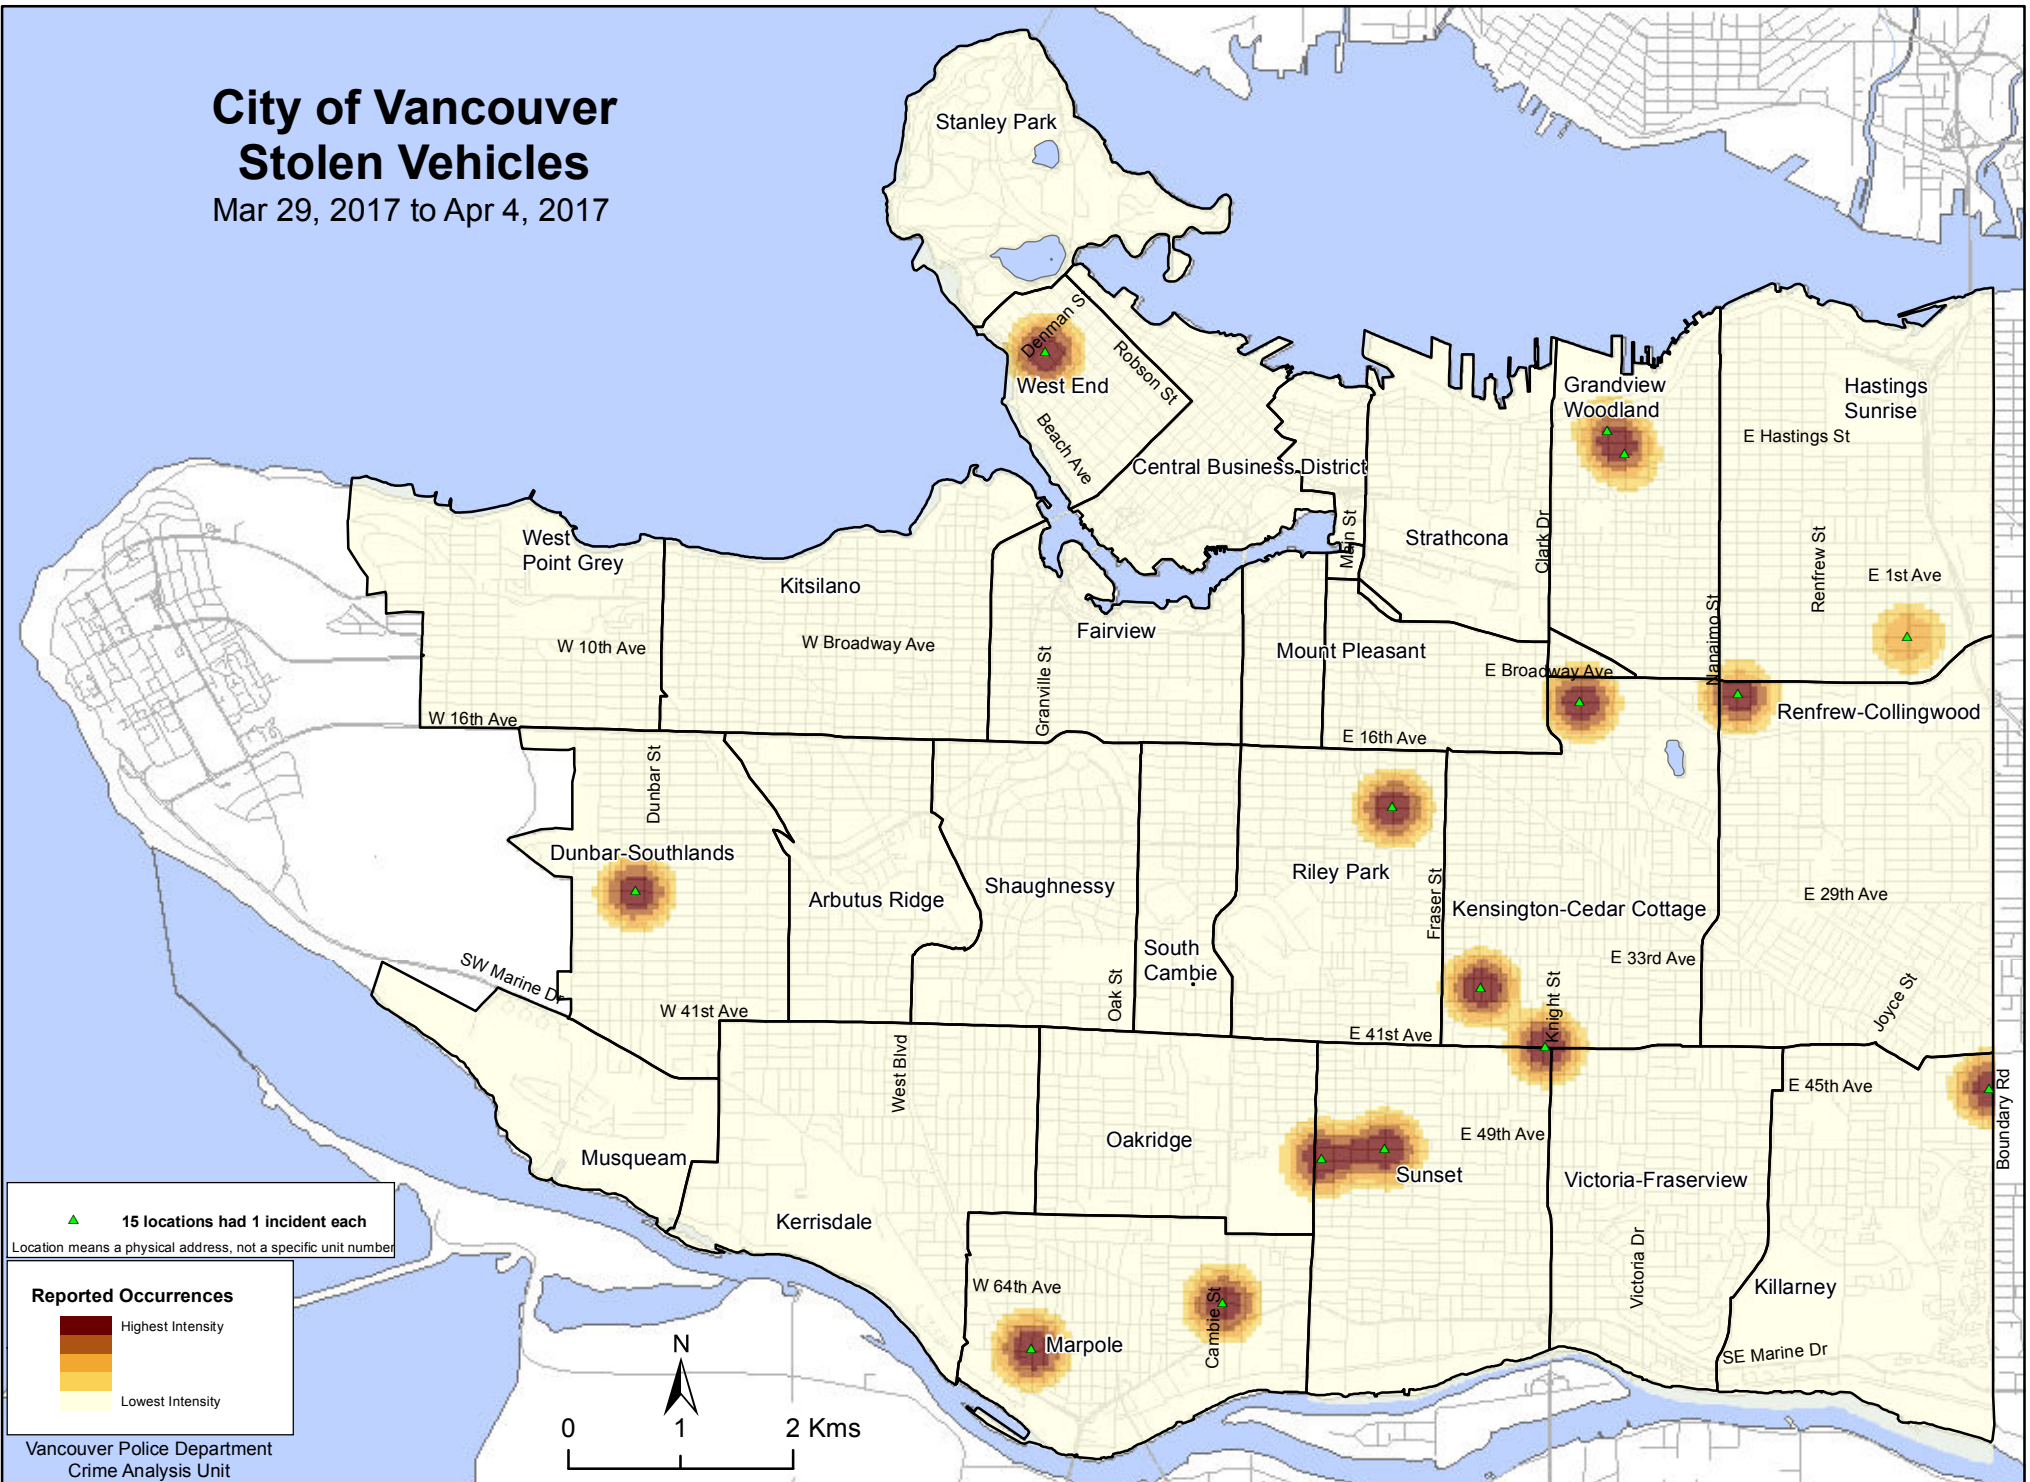 City of Vancouver
Stolen Vehicles
Mar 29, 2017 to Apr 4, 2017
Stanley Park
Denman S
Robson St
West End
Beach Ave
Central Business District
Grandview
Woodland
Hastings
Sunrise
E Hastings St
Main St
Strathcona
Clark Dr
Renfrew St
E 1st Ave
West
Point Grey
Kitsilano
Fairview
W 10th Ave
W Broadway Ave
Granville St
Mount Pleasant
E Broadway Ave
Nanaimo St
Renfrew-Collingwood
W 16th Ave
E 16th Ave
Dunbar St
Dunbar-Southlands
Arbutus Ridge
Shaughnessy
Riley Park
Fraser St
Kensington-Cedar Cottage
E 29th Ave
South
Cambie
Oak St
E 33rd Ave
SW Marine Dr
W 41st Ave
E 41st Ave
Knight St
Joyce St
West Blvd
E 45th Ave
Boundary Rd
Musqueam
Oakridge
E 49th Ave
Sunset
Victoria-Fraserview
Kerrisdale
Victoria Dr
Killarney
W 64th Ave
Marpole
Cambie St
SE Marine Dr
15 locations had 1 incident each
Location means a physical address, not a specific unit number
Reported Occurrences
Highest Intensity
Lowest Intensity
Vancouver Police Department
Crime Analysis Unit
N
0 1 2 Kms